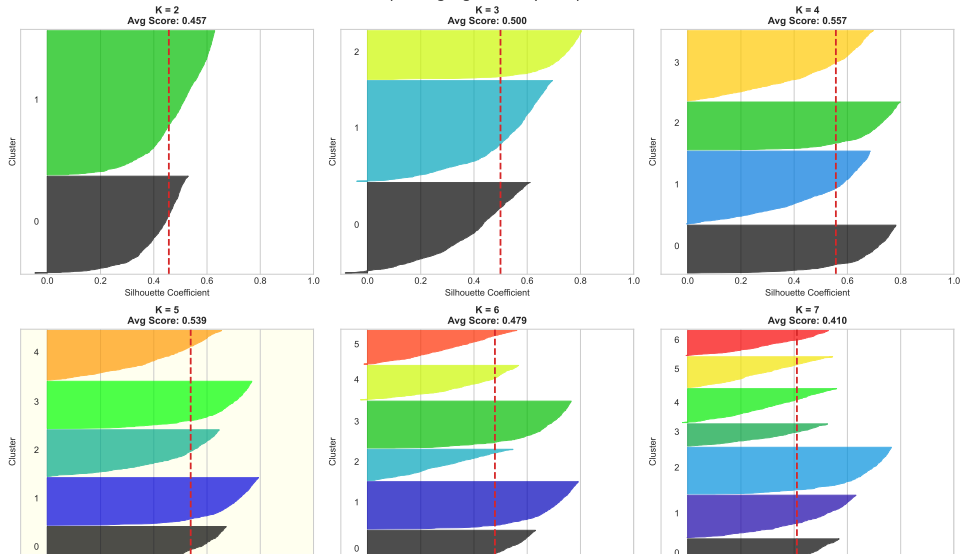 K = 2
Avg Score: 0.457
K = 3
Avg Score: 0.500
K = 4
Avg Score: 0.557
Cluster
1
0
0.0 0.2 0.4 0.6 0.8 1.0
Silhouette Coefficient
Cluster
2
1
0
0.0 0.2 0.4 0.6 0.8 1.0
Silhouette Coefficient
Cluster
3
2
1
0
0.0 0.2 0.4 0.6 0.8 1.0
Silhouette Coefficient
K = 5
Avg Score: 0.539
K = 6
Avg Score: 0.479
K = 7
Avg Score: 0.410
Cluster
4
3
2
1
0
Cluster
5
4
3
2
1
0
Cluster
6
5
4
3
2
1
0